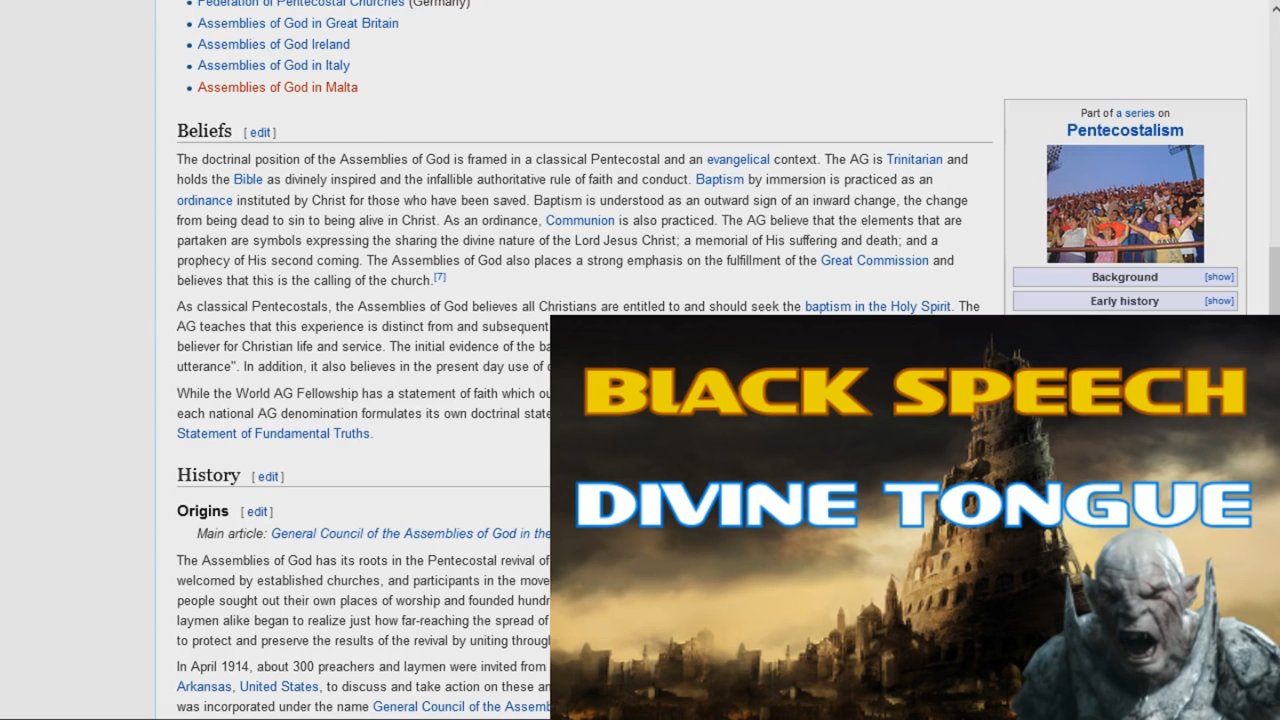 Federation of Pentecostal Churches (Germany)
Assemblies of God in Great Britain
Assemblies of God Ireland
Assemblies of God in Italy
Assemblies of God in Malta
Beliefs [ edit ]
The doctrinal position of the Assemblies of God is framed in a classical Pentecostal and an evangelical context. The AG is Trinitarian and
holds the Bible as divinely inspired and the infallible authoritative rule of faith and conduct. Baptism by immersion is practiced as an
ordinance instituted by Christ for those who have been saved. Baptism is understood as an outward sign of an inward change, the change
from being dead to sin to being alive in Christ. As an ordinance, Communion is also practiced. The AG believe that the elements that are
partaken are symbols expressing the sharing the divine nature of the Lord Jesus Christ; a memorial of His suffering and death; and a
prophecy of His second coming. The Assemblies of God also places a strong emphasis on the fulfillment of the Great Commission and
believes that this is the calling of the church.[7]
As classical Pentecostals, the Assemblies of God believes all Christians are entitled to and should seek the baptism in the Holy Spirit. The
AG teaches that this experience is distinct from and subsequent
believer for Christian life and service. The initial evidence of the ba
utterance". In addition, it also believes in the present day use of
While the World AG Fellowship has a statement of faith which ou
each national AG denomination formulates its own doctrinal state
Statement of Fundamental Truths.
History [ edit ]
Origins [ edit ]
Main article: General Council of the Assemblies of God in the
The Assemblies of God has its roots in the Pentecostal revival of
welcomed by established churches, and participants in the move
people sought out their own places of worship and founded hundr
laymen alike began to realize just how far-reaching the spread of
to protect and preserve the results of the revival by uniting throug
In April 1914, about 300 preachers and laymen were invited from
Arkansas, United States, to discuss and take action on these an
was incorporated under the name General Council of the Assemb
Part of a series on
Pentecostalism
Background [show]
Early history [show]
BLACK SPEECH
DIVINE TONGUE